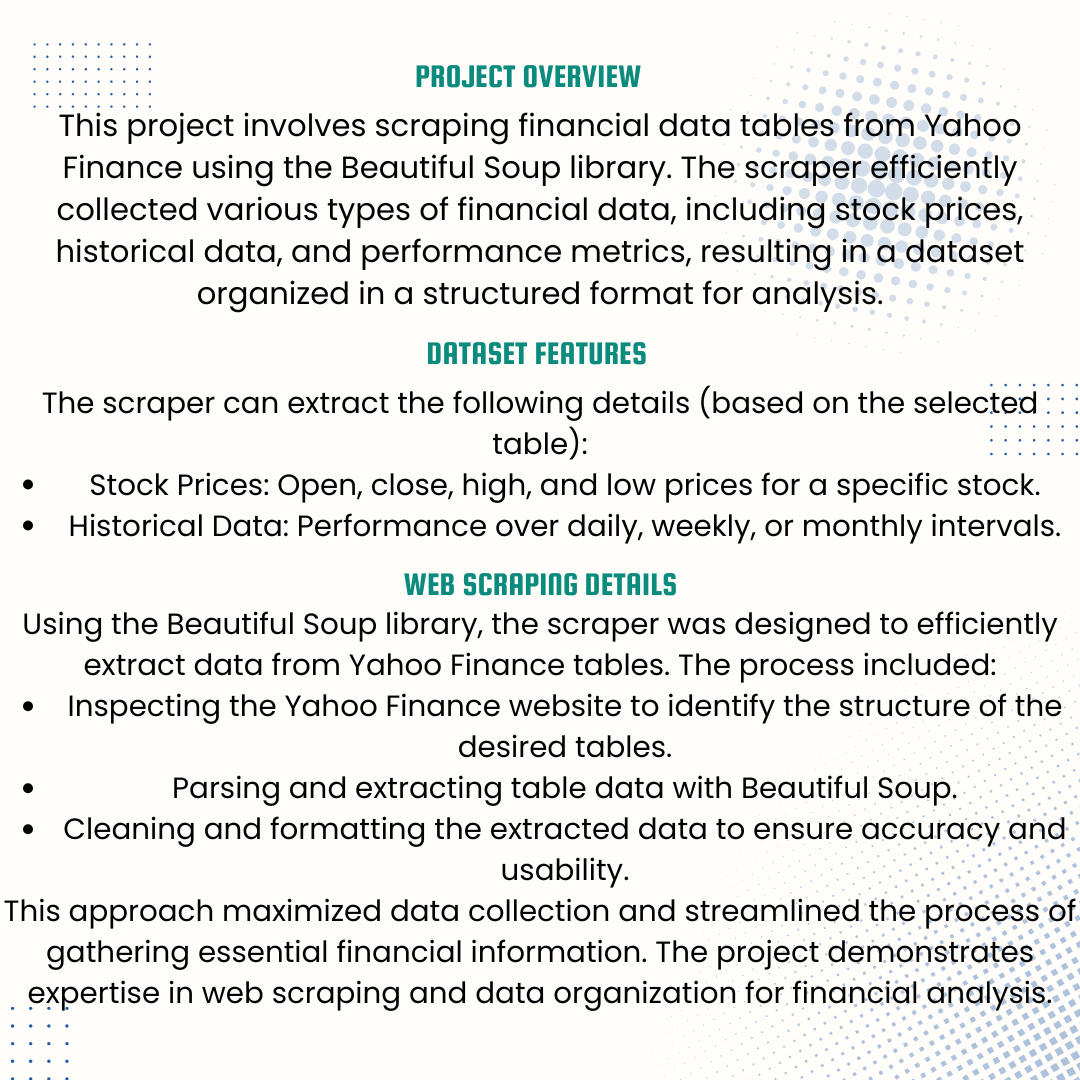 PROJECT OVERVIEW
This project involves scraping financial data tables from Yahoo
Finance using the Beautiful Soup library. The scraper efficiently
collected various types of financial data, including stock prices,
historical data, and performance metrics, resulting in a dataset
organized in a structured format for analysis.
DATASET FEATURES
The scraper can extract the following details (based on the selected
table):
• Stock Prices: Open, close, high, and low prices for a specific stock.
• Historical Data: Performance over daily, weekly, or monthly intervals.
WEB SCRAPING DETAILS
Using the Beautiful Soup library, the scraper was designed to efficiently
extract data from Yahoo Finance tables. The process included:
• Inspecting the Yahoo Finance website to identify the structure of the
desired tables.
• Parsing and extracting table data with Beautiful Soup.
• Cleaning and formatting the extracted data to ensure accuracy and
usability.
This approach maximized data collection and streamlined the process of
gathering essential financial information. The project demonstrates
expertise in web scraping and data organization for financial analysis.